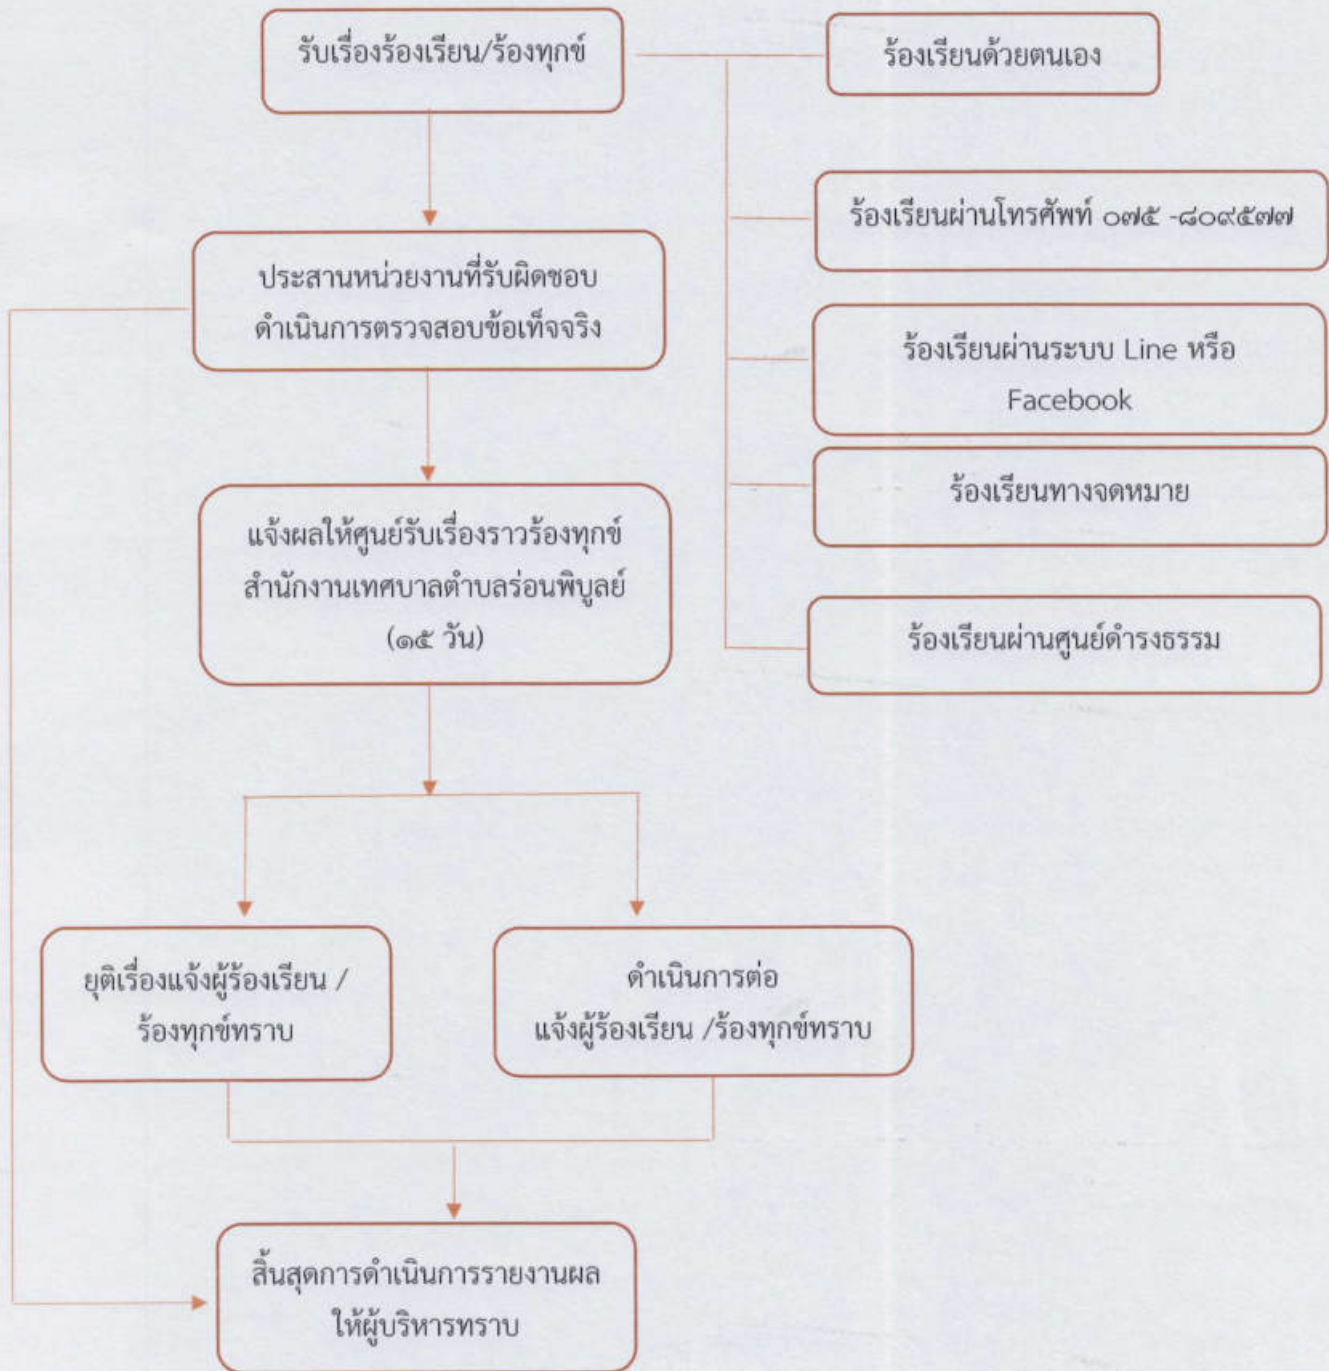 รับเรื่องร้องเรียน/ร้องทุกข์
ร้องเรียนด้วยตนเอง
ร้องเรียนผ่านโทรศัพท์ ๐๗๕ -๘๐๙๕๗๗
ประสานหน่วยงานที่รับผิดชอบ
ดำเนินการตรวจสอบข้อเท็จจริง
ร้องเรียนผ่านระบบ Line หรือ
Facebook
ร้องเรียนทางจดหมาย
แจ้งผลให้ศูนย์รับเรื่องราวร้องทุกข์
สำนักงานเทศบาลตำบลร่อนพิบูลย์
(๑๕ วัน)
ร้องเรียนผ่านศูนย์ดำรงธรรม
ยุติเรื่องแจ้งผู้ร้องเรียน /
ร้องทุกข์ทราบ
ดำเนินการต่อ
แจ้งผู้ร้องเรียน /ร้องทุกข์ทราบ
สิ้นสุดการดำเนินการรายงานผล
ให้ผู้บริหารทราบ